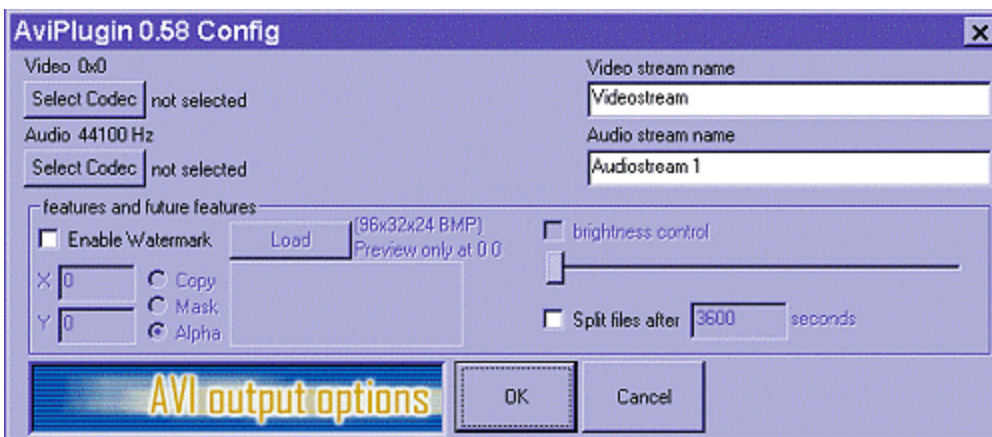 AviPlugin 0.58 Config
Video 0x0
Select Codec not selected
Video stream name
Videostream
Audio 44100 Hz
Select Codec not selected
Audio stream name
Audiostream 1
features and future features
Enable Watermark
Load
(96x32x24 BMP)
Preview only at 0.0
X 0
Y 0
Copy
Mask
Alpha
brightness control
Split files after 3600 seconds
AVI output options
OK
Cancel